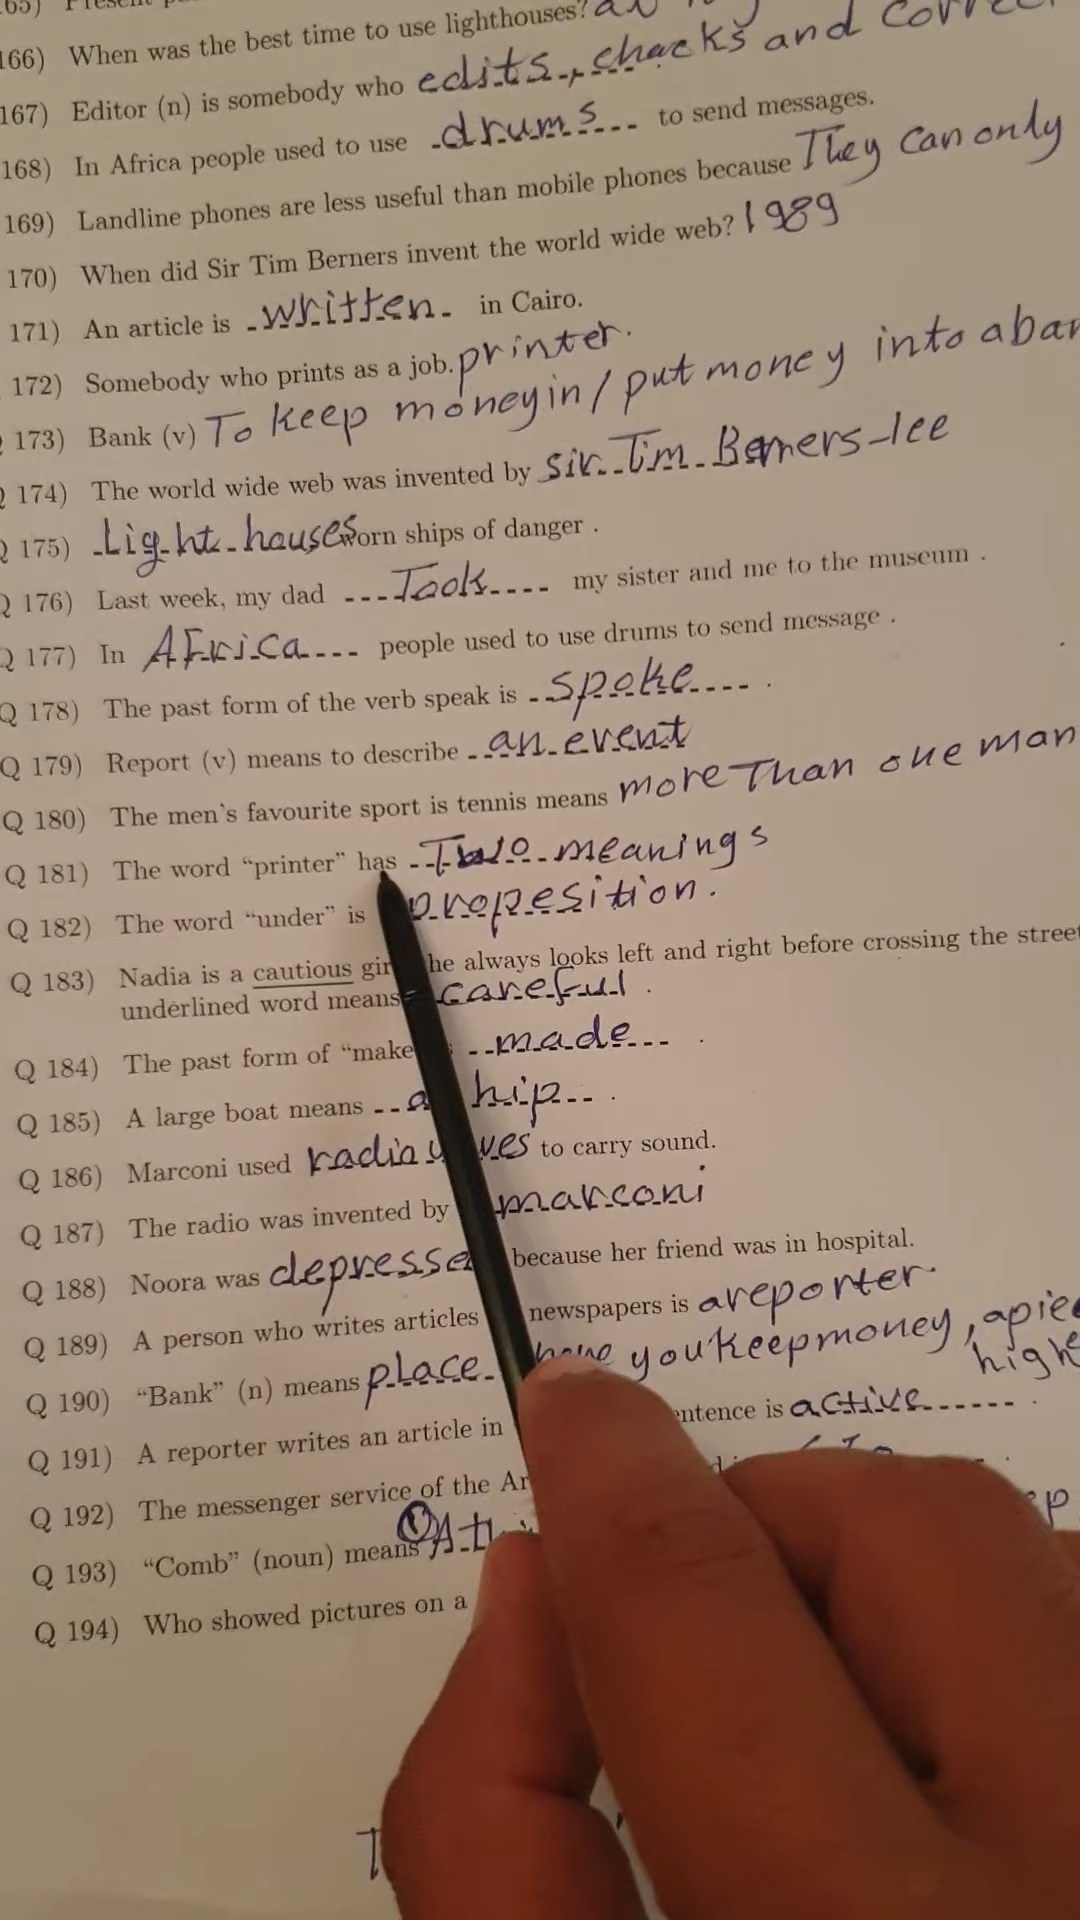 166) When was the best time to use lighthouses? at
167) Editor (n) is somebody who edits, chacks and
168) In Africa people used to use drums to send messages.
169) Landline phones are less useful than mobile phones because They can only
170) When did Sir Tim Berners invent the world wide web? 1989
171) An article is written in Cairo.
172) Somebody who prints as a job. printer.
173) Bank (v) To keep money in / put money into a
174) The world wide web was invented by sir Tim Berners-lee
175) Light houses worn ships of danger .
Q 176) Last week, my dad Took my sister and me to the museum .
Q 177) In Africa people used to use drums to send message .
Q 178) The past form of the verb speak is spoke .
Q 179) Report (v) means to describe an event
Q 180) The men's favourite sport is tennis means more Than one man
Q 181) The word "printer" has Two meanings
Q 182) The word "under" is preposition.
Q 183) Nadia is a cautious he always looks left and right before crossing the street
underlined word means careful .
Q 184) The past form of "make made .
Q 185) A large boat means a hip .
Q 186) Marconi used radio to carry sound.
Q 187) The radio was invented by marconi
Q 188) Noora was because her friend was in hospital.
Q 189) A person who writes articles newspapers is a reporter.
Q 190) "Bank" (n) means place you keep money,
high
Q 191) A reporter writes an article in is active .
Q 192) The messenger service of the
Q 193) "Comb" (noun) means
Q 194) Who showed pictures on a